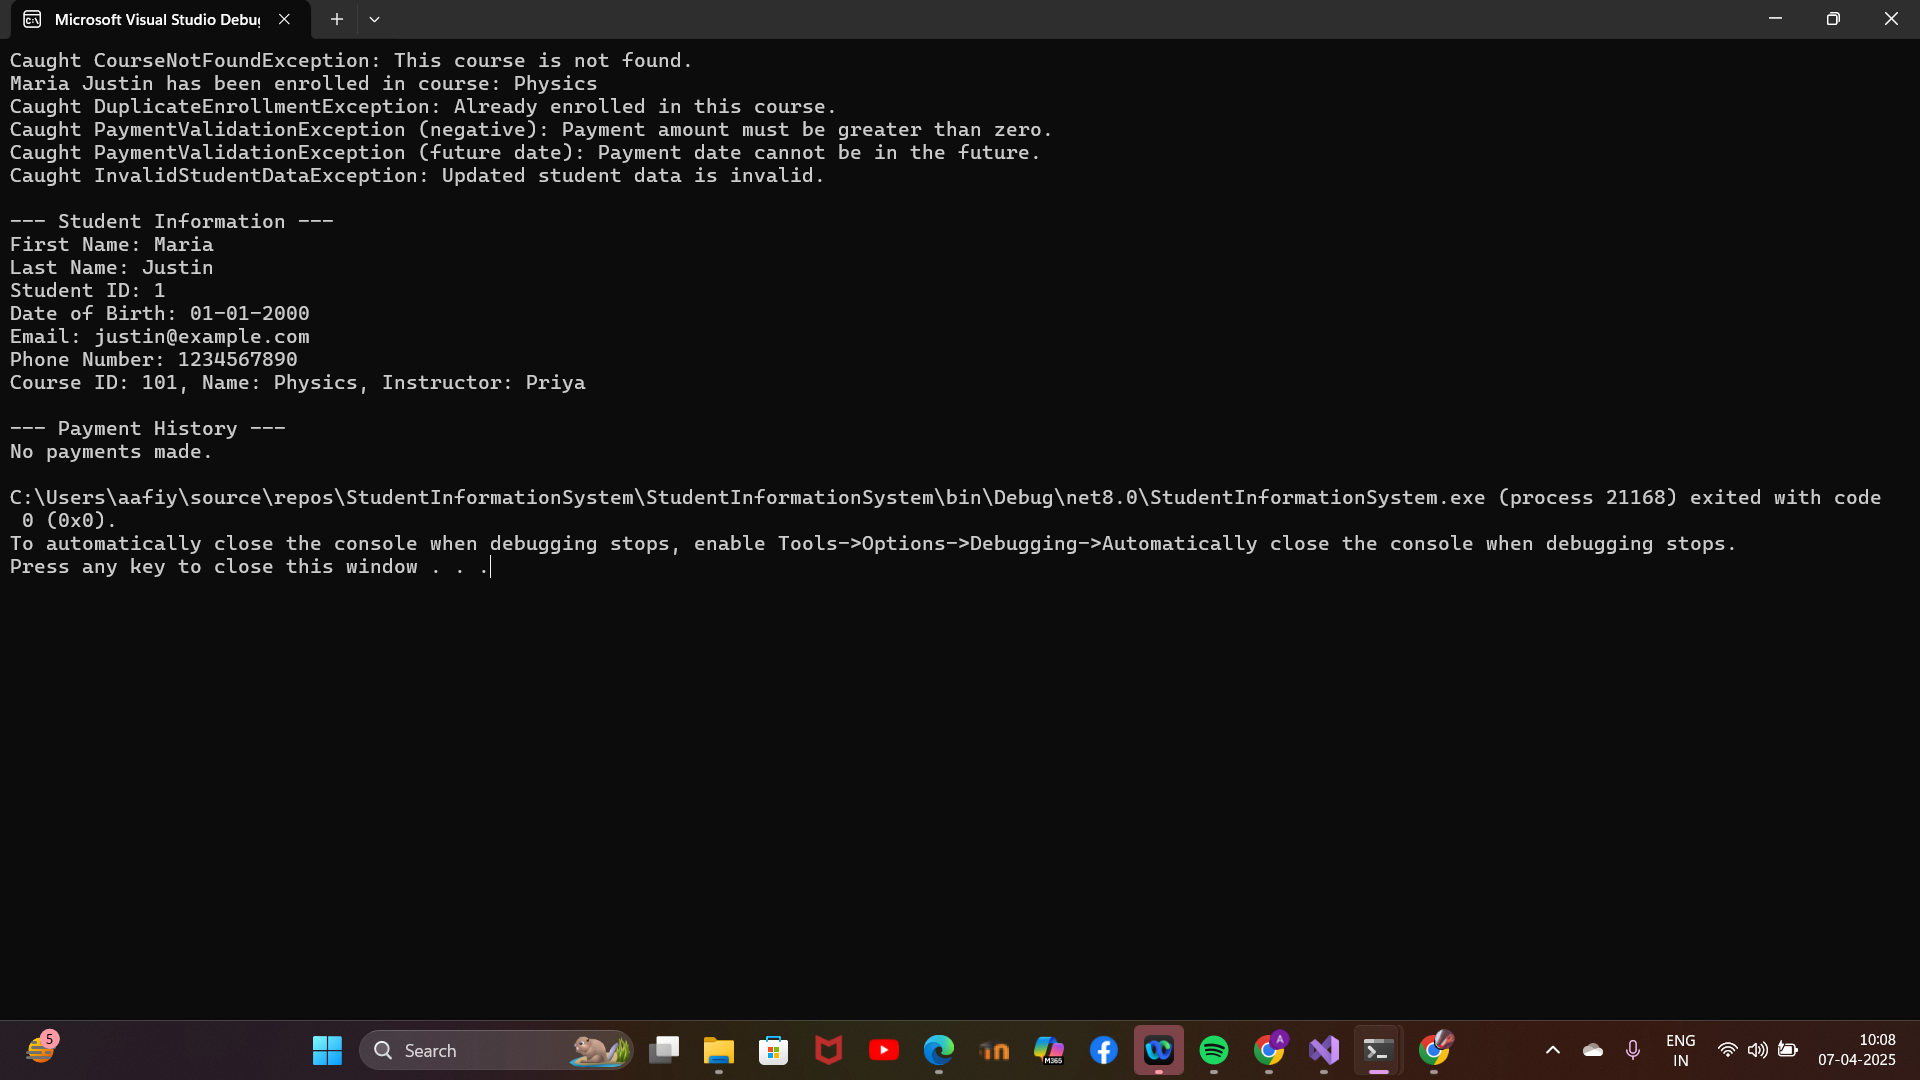 Microsoft Visual Studio Debu
Caught CourseNotFoundException: This course is not found.
Maria Justin has been enrolled in course: Physics
Caught DuplicateEnrollmentException: Already enrolled in this course.
Caught PaymentValidationException (negative): Payment amount must be greater than zero.
Caught PaymentValidationException (future date): Payment date cannot be in the future.
Caught InvalidStudentDataException: Updated student data is invalid.
--- Student Information ---
First Name: Maria
Last Name: Justin
Student ID: 1
Date of Birth: 01-01-2000
Email: justin@example.com
Phone Number: 1234567890
Course ID: 101, Name: Physics, Instructor: Priya
--- Payment History ---
No payments made.
C:\Users\aafiy\source\repos\StudentInformationSystem\StudentInformationSystem\bin\Debug\net8.0\StudentInformationSystem.exe (process 21168) exited with code
0 (0x0).
To automatically close the console when debugging stops, enable Tools->Options->Debugging->Automatically close the console when debugging stops.
Press any key to close this window . . .
5
Search
M365
A
ENG
IN
10:08
07-04-2025